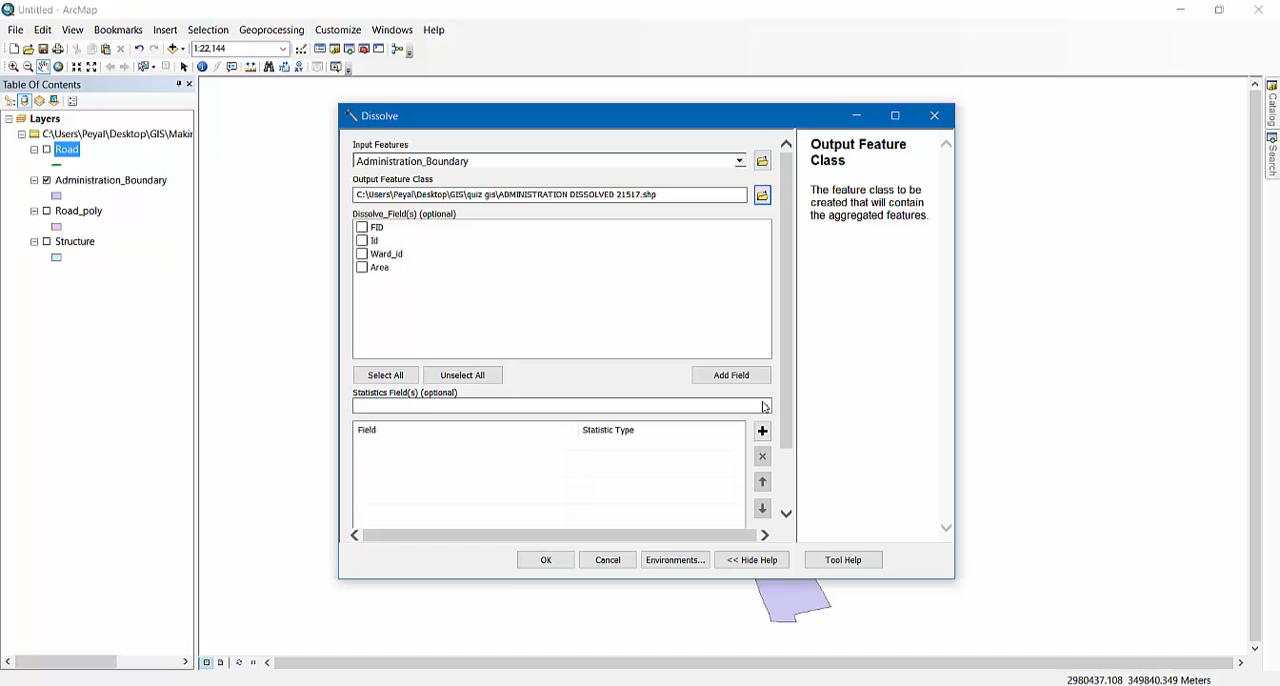 Untitled - ArcMap
File Edit View Bookmarks Insert Selection Geoprocessing Customize Windows Help
1:22,144
Table Of Contents
Layers
C:\Users\Peyal\Desktop\GIS\Makin
Road
Administration_Boundary
Road_poly
Structure
Dissolve
Input Features
Administration_Boundary
Output Feature Class
C:\Users\Peyal\Desktop\GIS\quiz gis\ADMINISTRATION DISSOLVED 21517.shp
Dissolve_Field(s) (optional)
FID
Id
Ward_id
Area
Select All Unselect All Add Field
Statistics Field(s) (optional)
Field Statistic Type
OK Cancel Environments... << Hide Help Tool Help
Output Feature
Class
The feature class to be
created that will contain
the aggregated features.
Catalog
Search
2980437.108 349840.349 Meters